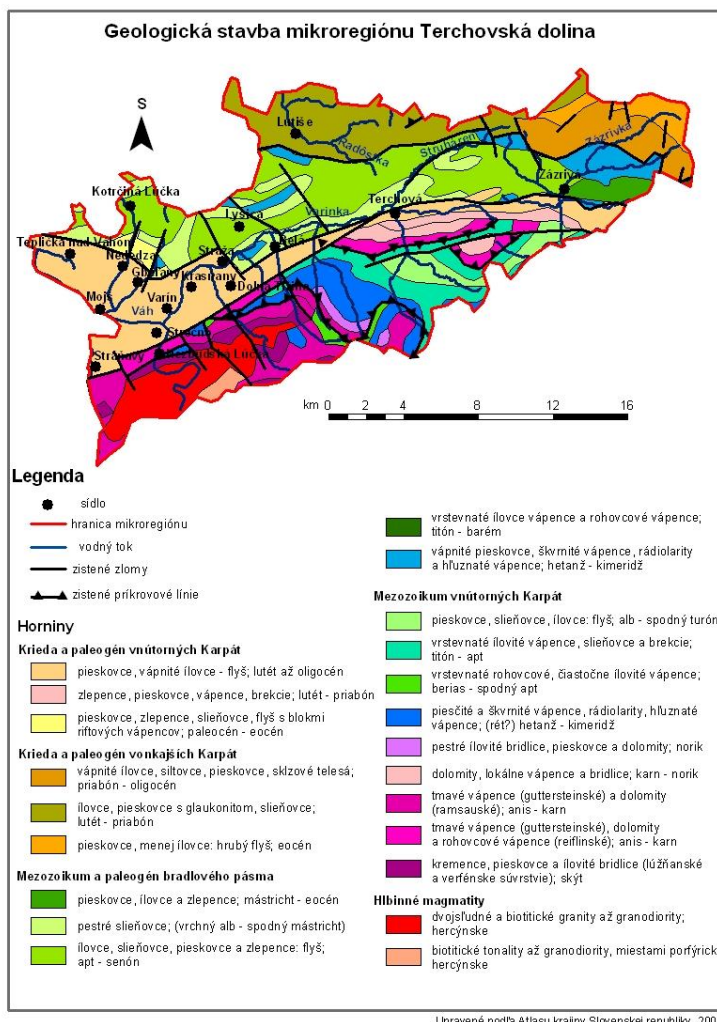 Geologická stavba mikroregiónu Terchovská dolina
S
Lutiše
Radôstka
Struháreň
Zázrivka
Zázrivá
Kotrčiná Lúčka
Terchová
Lysica
Varínka
Teplička nad Váhom
Nededza
Stráža
Belá
Gbeľany
Krasňany
Dolná Tižina
Mojš
Varín
Váh
Strečno
Stráňavy
Nezbudská Lúčka
km 0 2 4 8 12 16
Legenda
sídlo
hranica mikroregiónu
vodný tok
zistené zlomy
zistené príkrovové línie
Horniny
Krieda a paleogén vnútorných Karpát
pieskovce, vápnité ílovce - flyš; lutét až oligocén
zlepence, pieskovce, vápence, brekcie; lutét - priabón
pieskovce, zlepence, slieňovce, flyš s blokmi
riftových vápencov; paleocén - eocén
Krieda a paleogén vonkajších Karpát
vápnité ílovce, siltovce, pieskovce, sklzové telesá;
priabón - oligocén
ílovce, pieskovce s glaukonitom, slieňovce;
lutét - priabón
pieskovce, menej ílovce: hrubý flyš; eocén
Mezozoikum a paleogén bradlového pásma
pieskovce, ílovce a zlepence; mástricht - eocén
pestré slieňovce; (vrchný alb - spodný mástricht)
ílovce, slieňovce, pieskovce a zlepence: flyš;
apt - senón
vrstevnaté ílovce vápence a rohovcové vápence;
titón - barém
vápnité pieskovce, škvrnité vápence, rádiolarity
a hľuznaté vápence; hetanž - kimeridž
Mezozoikum vnútorných Karpát
pieskovce, slieňovce, ílovce: flyš; alb - spodný turón
vrstevnaté ílovité vápence, slieňovce a brekcie;
titón - apt
vrstevnaté rohovcové, čiastočne ílovité vápence;
berias - spodný apt
piesčité a škvrnité vápence, rádiolarity, hľuznaté
vápence; (rét?) hetanž - kimeridž
pestré ílovité bridlice, pieskovce a dolomity; norik
dolomity, lokálne vápence a bridlice; karn - norik
tmavé vápence (guttersteinské) a dolomity
(ramsauské); anis - karn
tmavé vápence (guttersteinské), dolomity
a rohovcové vápence (reiflinské); anis - karn
kremence, pieskovce a ílovité bridlice (lúžňanské
a verfénske súvrstvie); skýt
Hlbinné magmatity
dvojsľudné a biotitické granity až granodiority;
hercýnske
biotitické tonality až granodiority, miestami porfýrick
hercýnske
Upravené podľa Atlasu krajiny Slovenskej republiky, 200